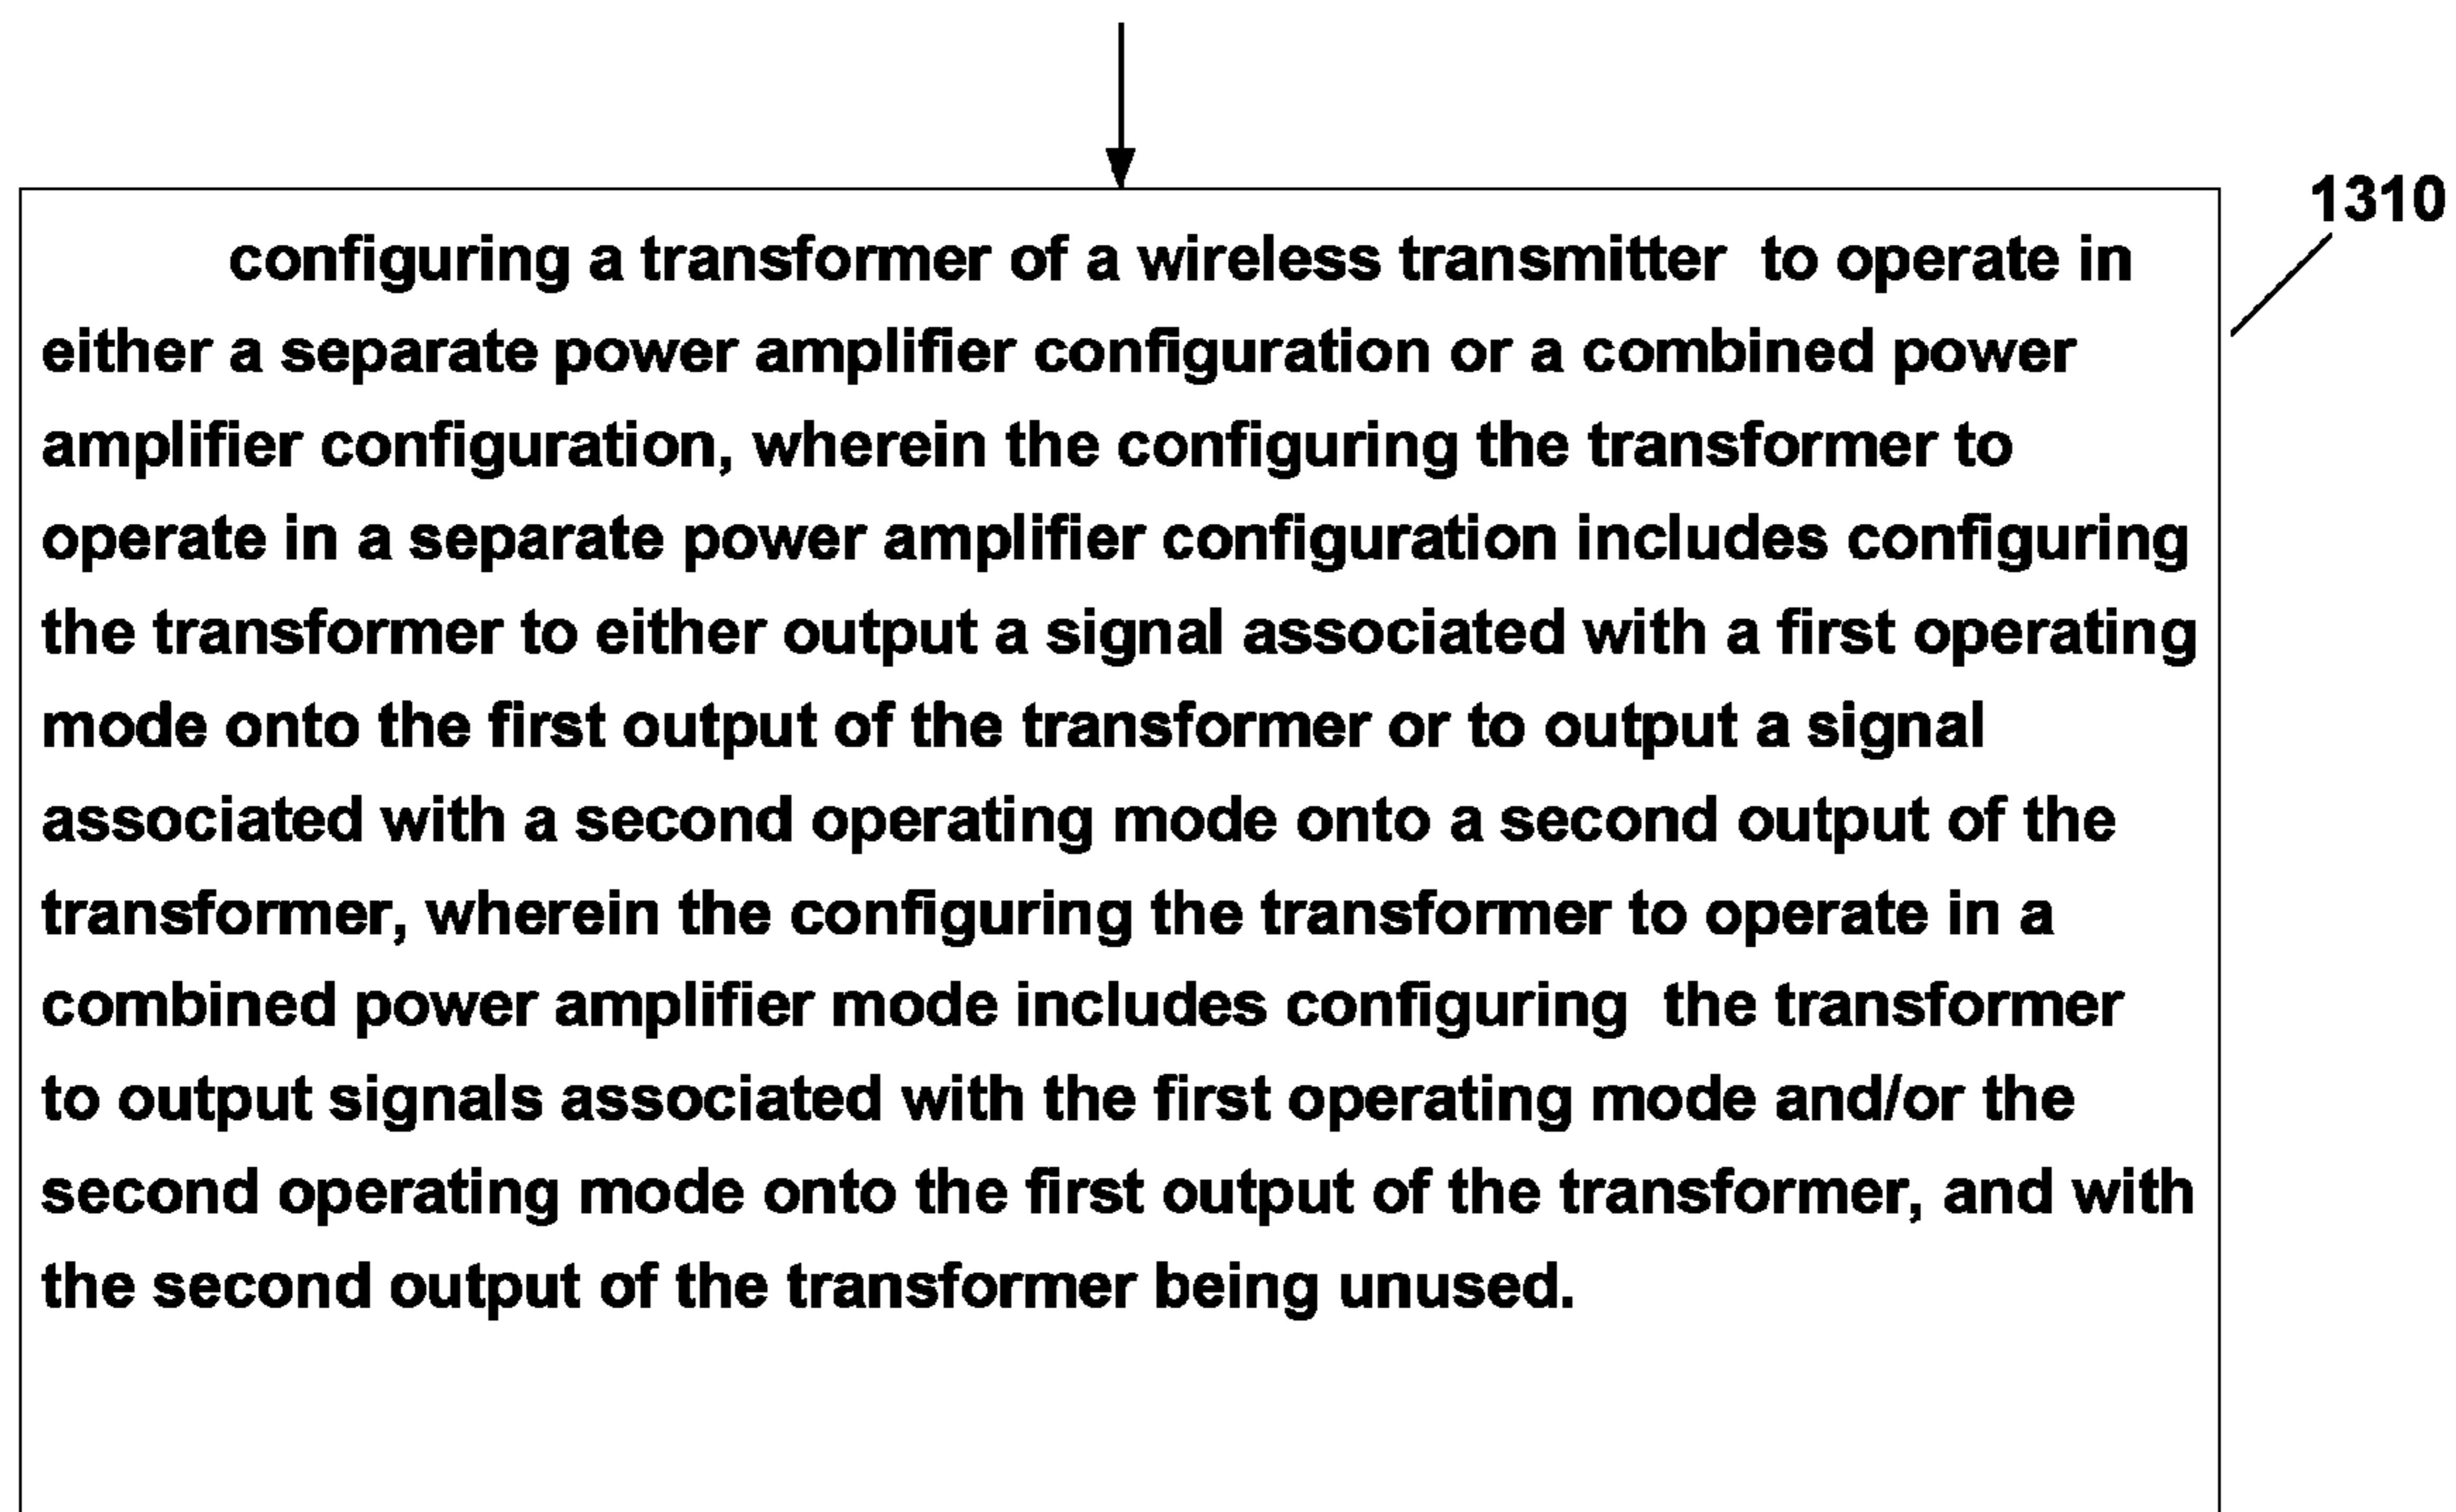 1310
configuring a transformer of a wireless transmitter to operate in
either a separate power amplifier configuration or a combined power
amplifier configuration, wherein the configuring the transformer to
operate in a separate power amplifier configuration includes configuring
the transformer to either output a signal associated with a first operating
mode onto the first output of the transformer or to output a signal
associated with a second operating mode onto a second output of the
transformer, wherein the configuring the transformer to operate in a
combined power amplifier mode includes configuring the transformer
to output signals associated with the first operating mode and/or the
second operating mode onto the first output of the transformer, and with
the second output of the transformer being unused.